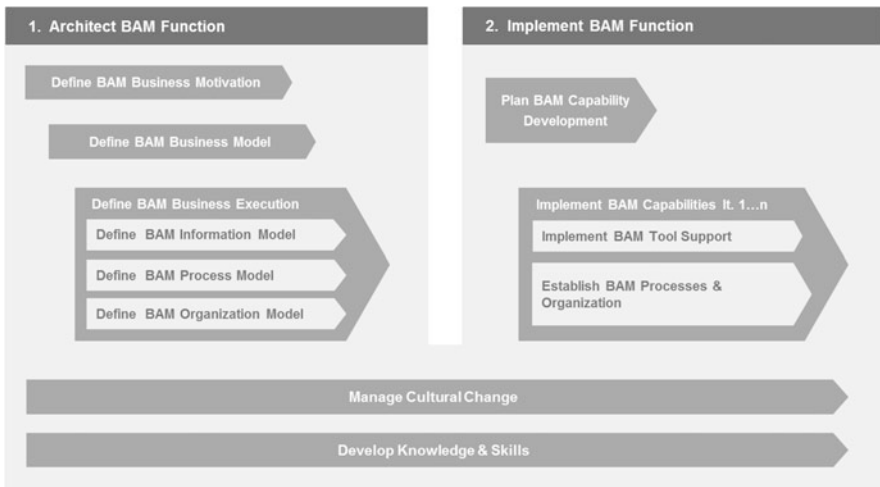 1. Architect BAM Function
Define BAM Business Motivation
Define BAM Business Model
Define BAM Business Execution
Define BAM Information Model
Define BAM Process Model
Define BAM Organization Model
2. Implement BAM Function
Plan BAM Capability
Development
Implement BAM Capabilities It. 1...n
Implement BAM Tool Support
Establish BAM Processes &
Organization
Manage Cultural Change
Develop Knowledge & Skills